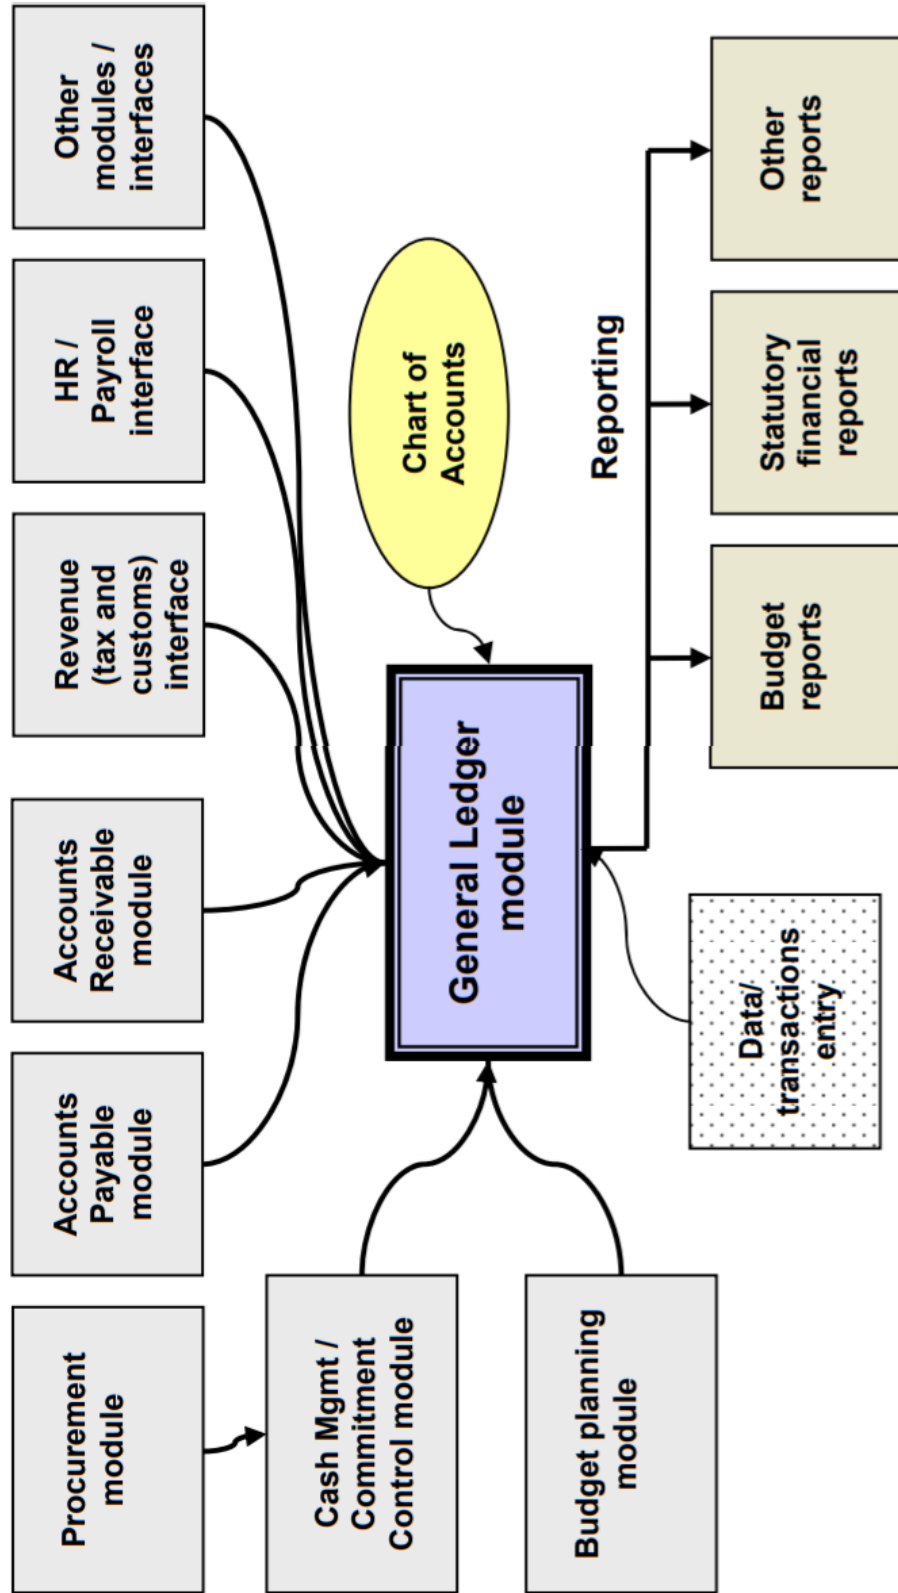 Procurement
module
Accounts
Payable
module
Accounts
Receivable
module
Revenue
(tax and
customs)
interface
HR /
Payroll
interface
Other
modules /
interfaces
Cash Mgmt /
Commitment
Control module
General Ledger
module
Chart of
Accounts
Budget planning
module
Data/
transactions
entry
Reporting
Budget
reports
Statutory
financial
reports
Other
reports